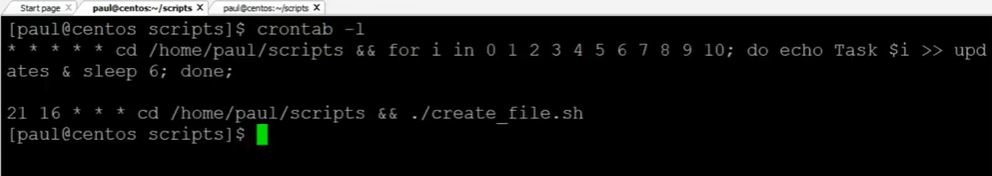 Start page X paul@centos:~/scripts X paul@centos:~/scripts X
[paul@centos scripts]$ crontab -l
* * * * * cd /home/paul/scripts && for i in 0 1 2 3 4 5 6 7 8 9 10; do echo Task $i >> upd
ates & sleep 6; done;
21 16 * * * cd /home/paul/scripts && ./create_file.sh
[paul@centos scripts]$